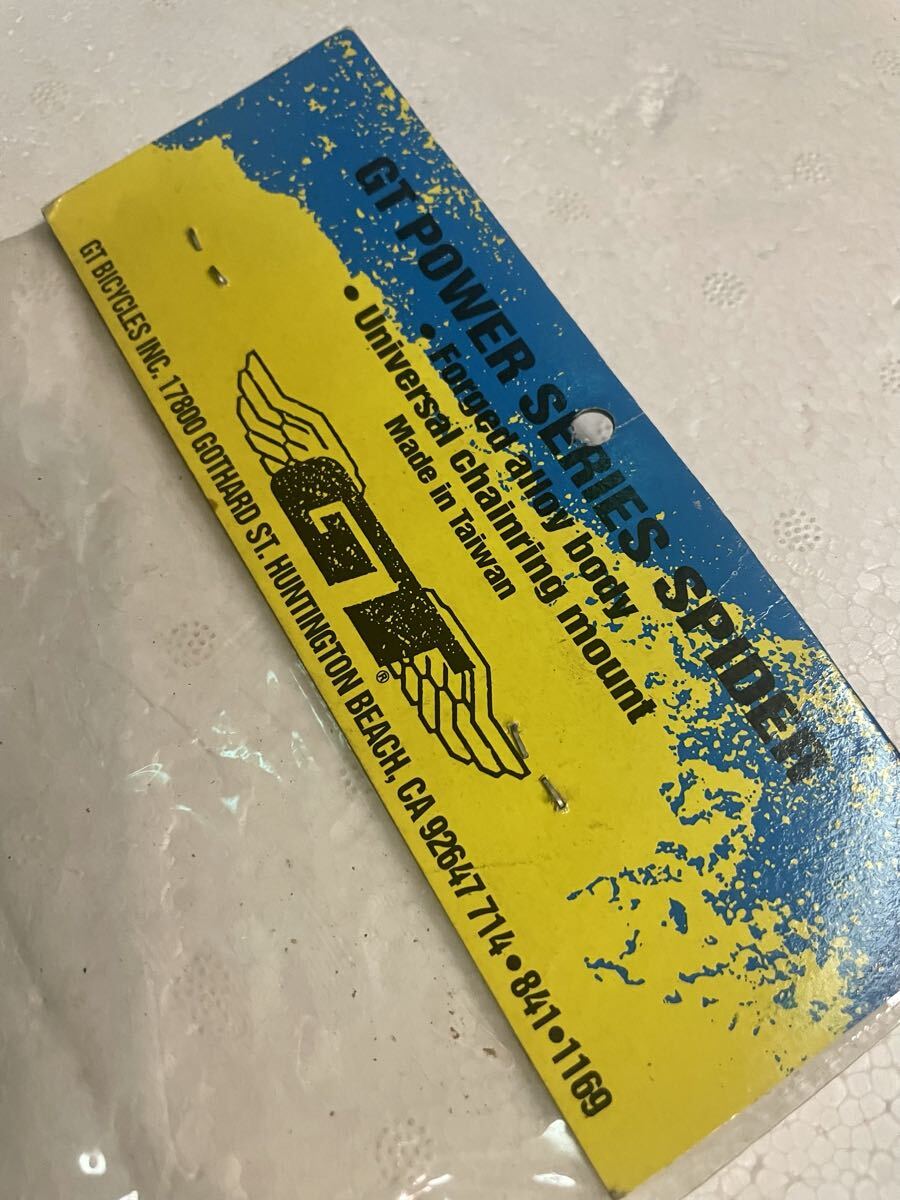 GT POWER SERIES SPIDER
• Forged alloy body
• Universal chainring mount
Made in Taiwan
GT®
GT BICYCLES INC. 17800 GOTHARD ST. HUNTINGTON BEACH, CA 92647 714•841•1169